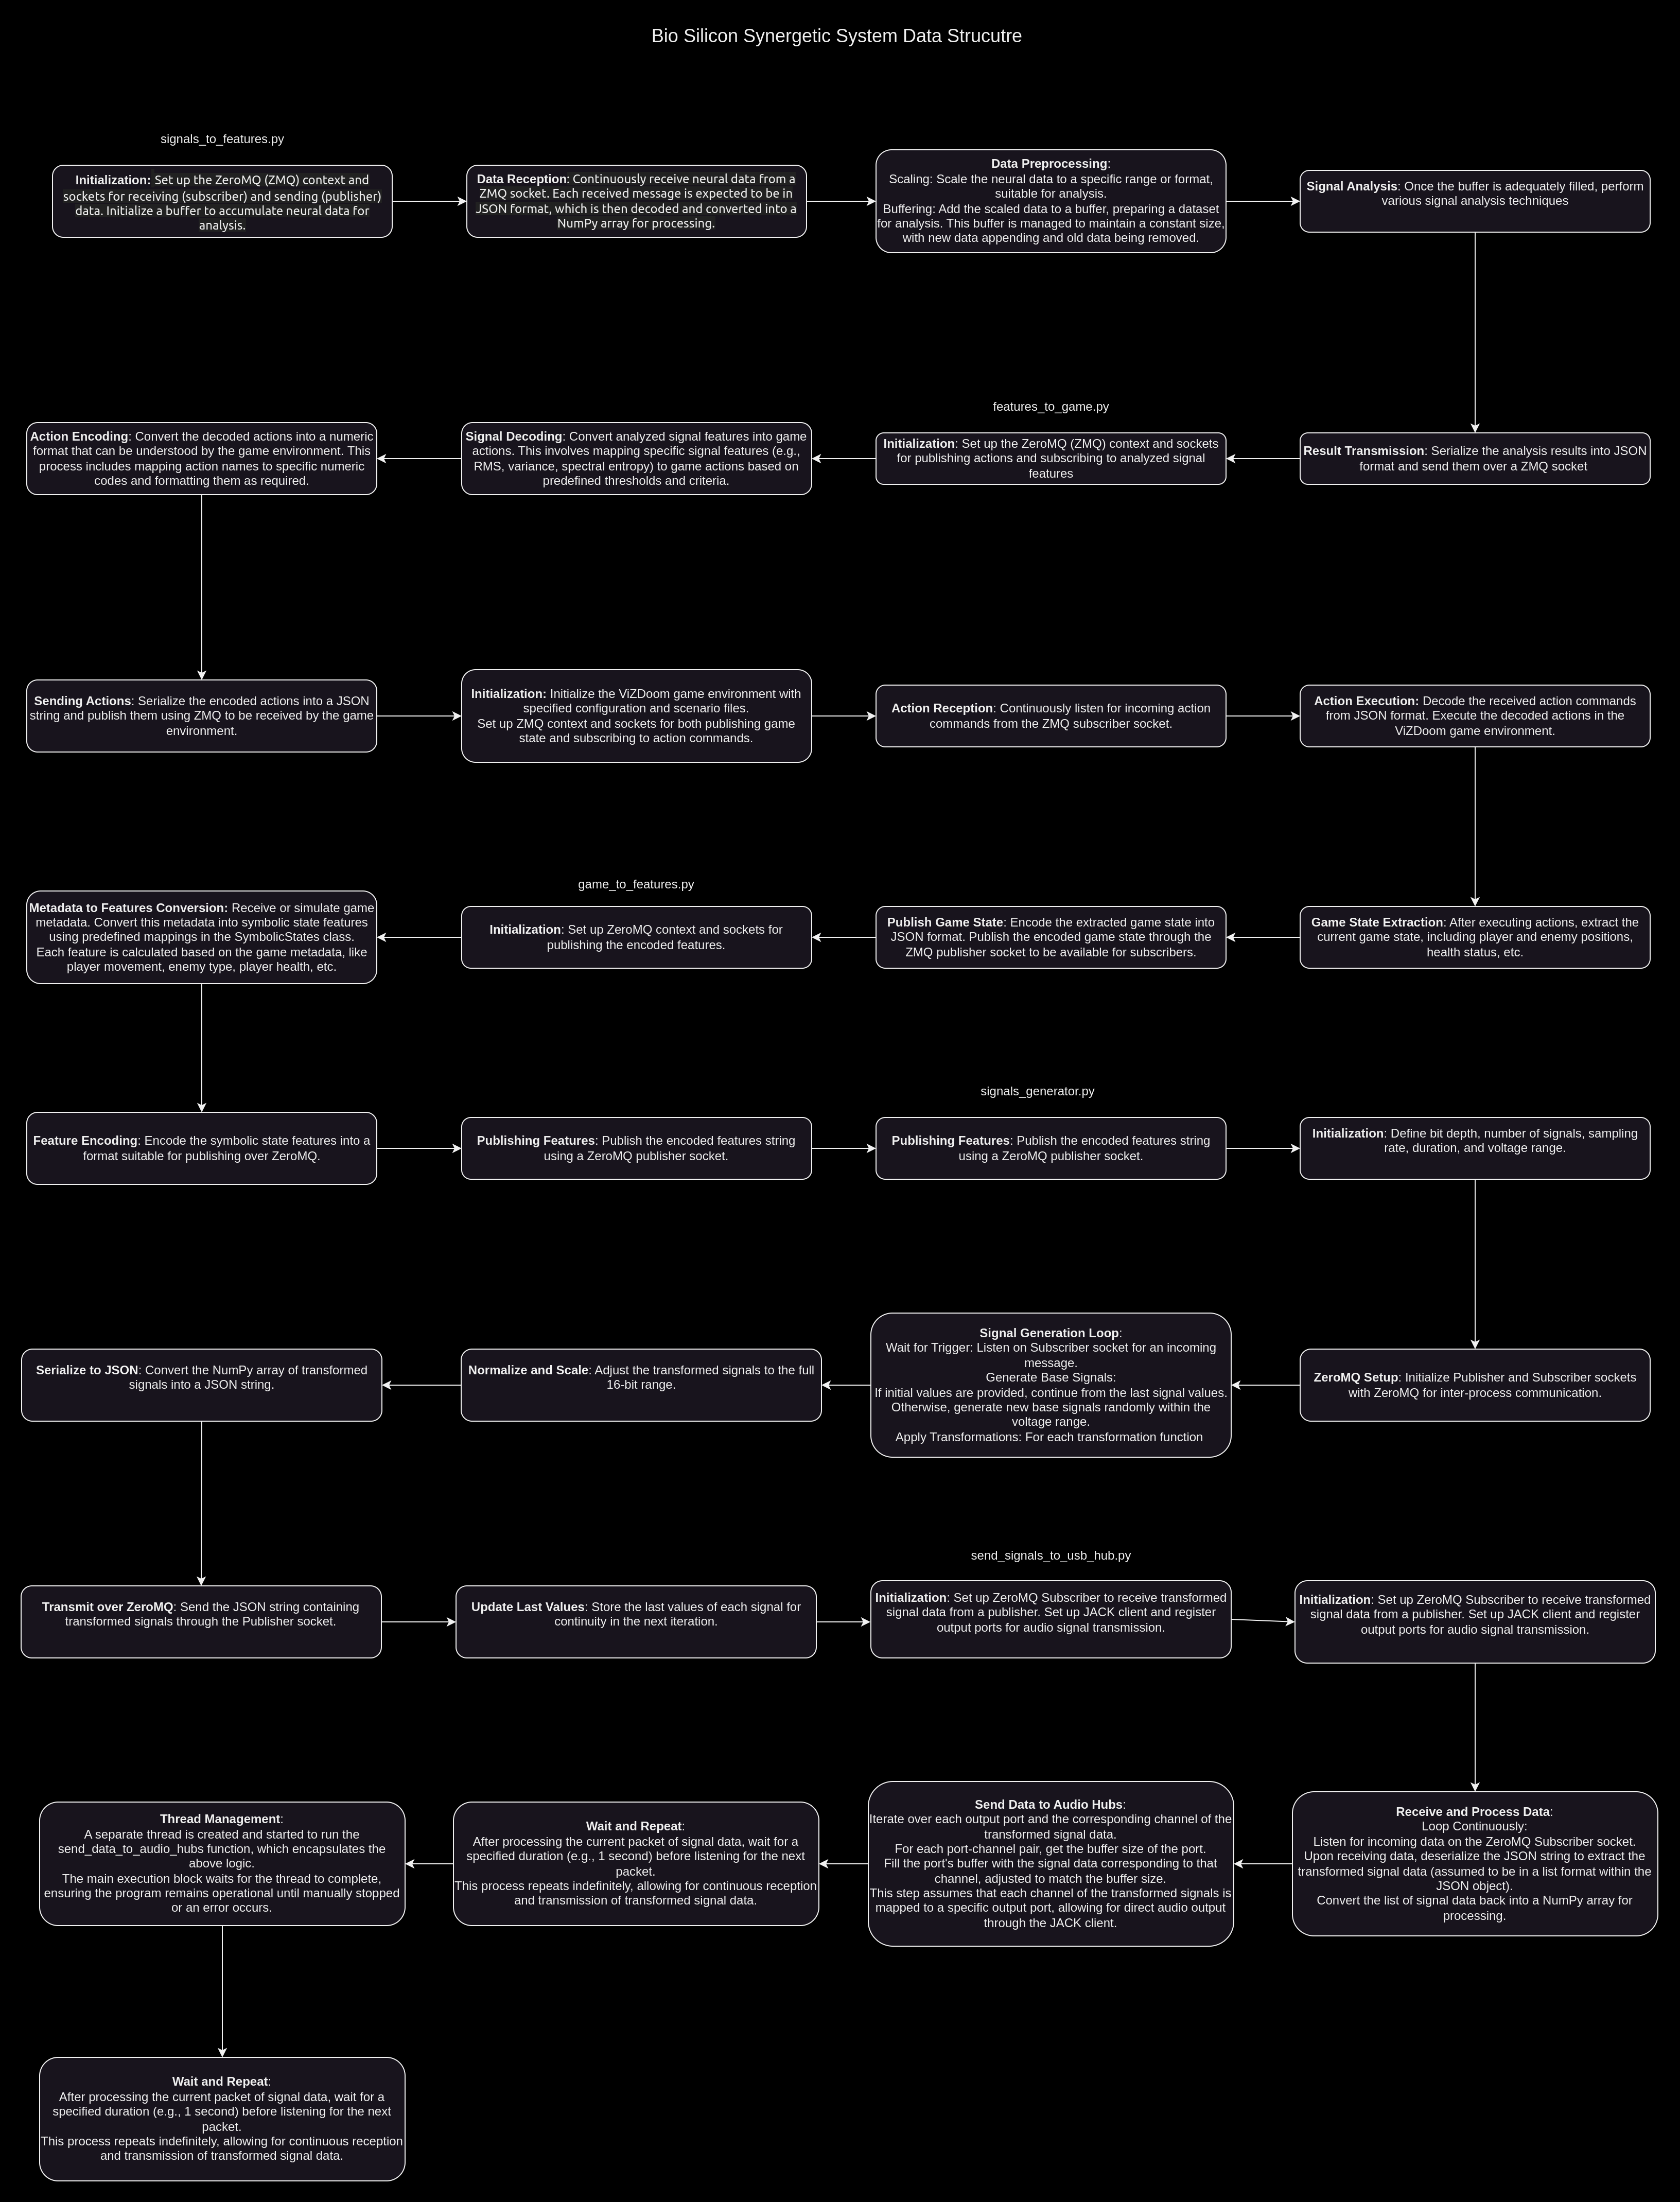 Bio Silicon Synergetic System Data Strucutre
signals_to_features.py
Initialization: Set up the ZeroMQ (ZMQ) context and
sockets for receiving (subscriber) and sending (publisher)
data. Initialize a buffer to accumulate neural data for
analysis.
Data Reception: Continuously receive neural data from a
ZMQ socket. Each received message is expected to be in
JSON format, which is then decoded and converted into a
NumPy array for processing.
Data Preprocessing:
Scaling: Scale the neural data to a specific range or format,
suitable for analysis.
Buffering: Add the scaled data to a buffer, preparing a dataset
for analysis. This buffer is managed to maintain a constant size,
with new data appending and old data being removed.
Signal Analysis: Once the buffer is adequately filled, perform
various signal analysis techniques
Result Transmission: Serialize the analysis results into JSON
format and send them over a ZMQ socket
features_to_game.py
Initialization: Set up the ZeroMQ (ZMQ) context and sockets
for publishing actions and subscribing to analyzed signal
features
Signal Decoding: Convert analyzed signal features into game
actions. This involves mapping specific signal features (e.g.,
RMS, variance, spectral entropy) to game actions based on
predefined thresholds and criteria.
Action Encoding: Convert the decoded actions into a numeric
format that can be understood by the game environment. This
process includes mapping action names to specific numeric
codes and formatting them as required.
Sending Actions: Serialize the encoded actions into a JSON
string and publish them using ZMQ to be received by the game
environment.
Initialization: Initialize the ViZDoom game environment with
specified configuration and scenario files.
Set up ZMQ context and sockets for both publishing game
state and subscribing to action commands.
Action Reception: Continuously listen for incoming action
commands from the ZMQ subscriber socket.
Action Execution: Decode the received action commands
from JSON format. Execute the decoded actions in the
ViZDoom game environment.
Game State Extraction: After executing actions, extract the
current game state, including player and enemy positions,
health status, etc.
Publish Game State: Encode the extracted game state into
JSON format. Publish the encoded game state through the
ZMQ publisher socket to be available for subscribers.
game_to_features.py
Initialization: Set up ZeroMQ context and sockets for
publishing the encoded features.
Metadata to Features Conversion: Receive or simulate game
metadata. Convert this metadata into symbolic state features
using predefined mappings in the SymbolicStates class.
Each feature is calculated based on the game metadata, like
player movement, enemy type, player health, etc.
Feature Encoding: Encode the symbolic state features into a
format suitable for publishing over ZeroMQ.
Publishing Features: Publish the encoded features string
using a ZeroMQ publisher socket.
signals_generator.py
Publishing Features: Publish the encoded features string
using a ZeroMQ publisher socket.
Initialization: Define bit depth, number of signals, sampling
rate, duration, and voltage range.
ZeroMQ Setup: Initialize Publisher and Subscriber sockets
with ZeroMQ for inter-process communication.
Signal Generation Loop:
Wait for Trigger: Listen on Subscriber socket for an incoming
message.
Generate Base Signals:
If initial values are provided, continue from the last signal values.
Otherwise, generate new base signals randomly within the
voltage range.
Apply Transformations: For each transformation function
Normalize and Scale: Adjust the transformed signals to the full
16-bit range.
Serialize to JSON: Convert the NumPy array of transformed
signals into a JSON string.
Transmit over ZeroMQ: Send the JSON string containing
transformed signals through the Publisher socket.
Update Last Values: Store the last values of each signal for
continuity in the next iteration.
send_signals_to_usb_hub.py
Initialization: Set up ZeroMQ Subscriber to receive transformed
signal data from a publisher. Set up JACK client and register
output ports for audio signal transmission.
Initialization: Set up ZeroMQ Subscriber to receive transformed
signal data from a publisher. Set up JACK client and register
output ports for audio signal transmission.
Receive and Process Data:
Loop Continuously:
Listen for incoming data on the ZeroMQ Subscriber socket.
Upon receiving data, deserialize the JSON string to extract the
transformed signal data (assumed to be in a list format within the
JSON object).
Convert the list of signal data back into a NumPy array for
processing.
Send Data to Audio Hubs:
Iterate over each output port and the corresponding channel of the
transformed signal data.
For each port-channel pair, get the buffer size of the port.
Fill the port's buffer with the signal data corresponding to that
channel, adjusted to match the buffer size.
This step assumes that each channel of the transformed signals is
mapped to a specific output port, allowing for direct audio output
through the JACK client.
Wait and Repeat:
After processing the current packet of signal data, wait for a
specified duration (e.g., 1 second) before listening for the next
packet.
This process repeats indefinitely, allowing for continuous reception
and transmission of transformed signal data.
Thread Management:
A separate thread is created and started to run the
send_data_to_audio_hubs function, which encapsulates the
above logic.
The main execution block waits for the thread to complete,
ensuring the program remains operational until manually stopped
or an error occurs.
Wait and Repeat:
After processing the current packet of signal data, wait for a
specified duration (e.g., 1 second) before listening for the next
packet.
This process repeats indefinitely, allowing for continuous reception
and transmission of transformed signal data.